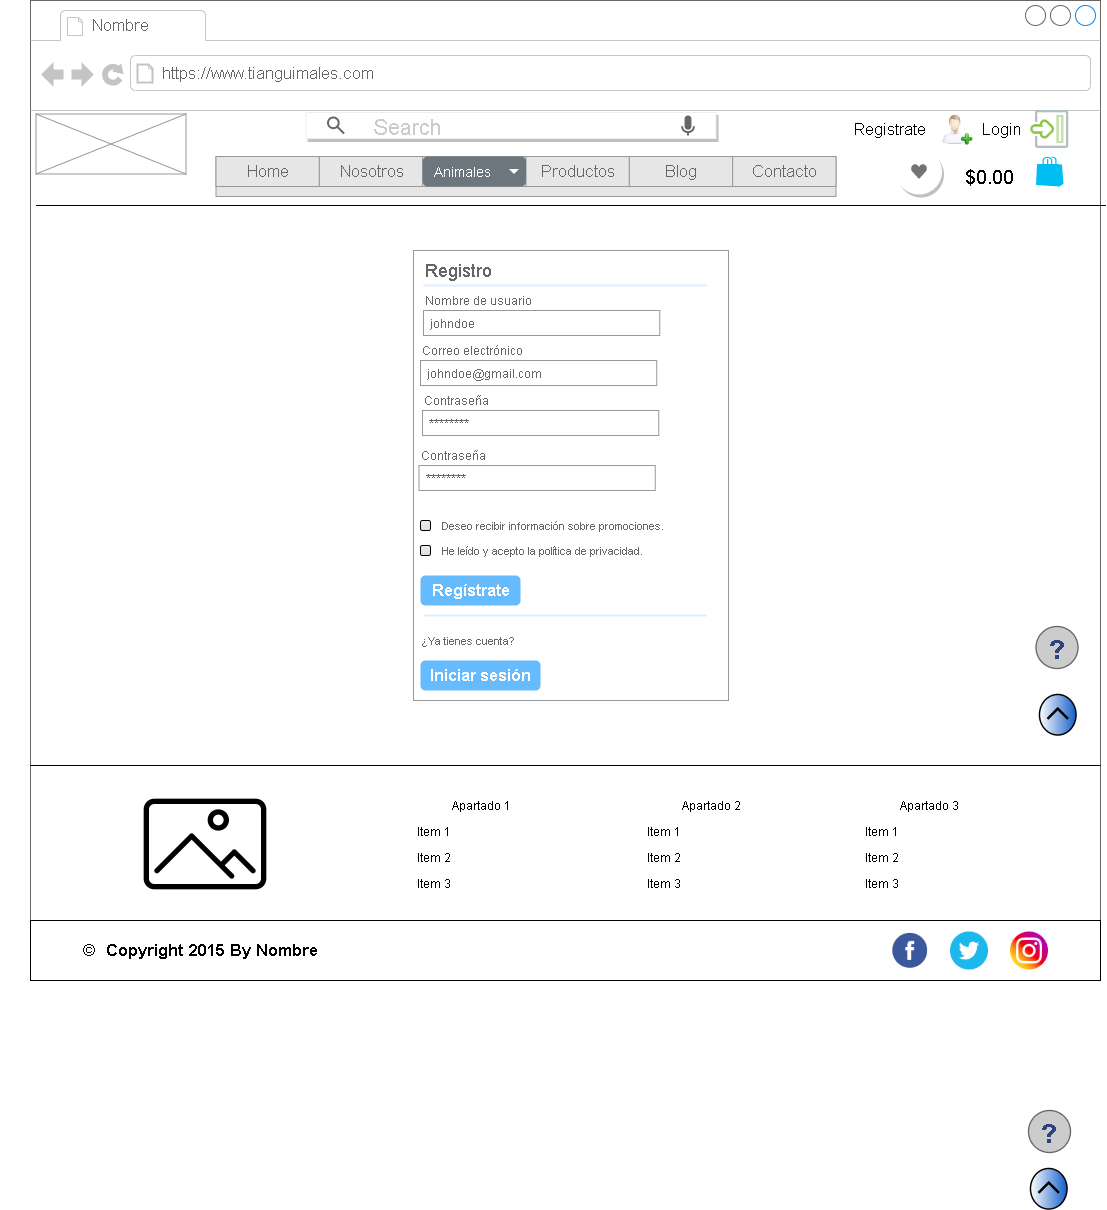 Nombre
https://www.tianguimales.com
Search
Registrate
Login
Home
Nosotros
Animales
Productos
Blog
Contacto
$0.00
Registro
Nombre de usuario
johndoe
Correo electrónico
johndoe@gmail.com
Contraseña
********
Contraseña
********
Deseo recibir información sobre promociones.
He leído y acepto la política de privacidad.
Regístrate
¿Ya tienes cuenta?
Iniciar sesión
?
Apartado 1
Item 1
Item 2
Item 3
Apartado 2
Item 1
Item 2
Item 3
Apartado 3
Item 1
Item 2
Item 3
© Copyright 2015 By Nombre
f
?